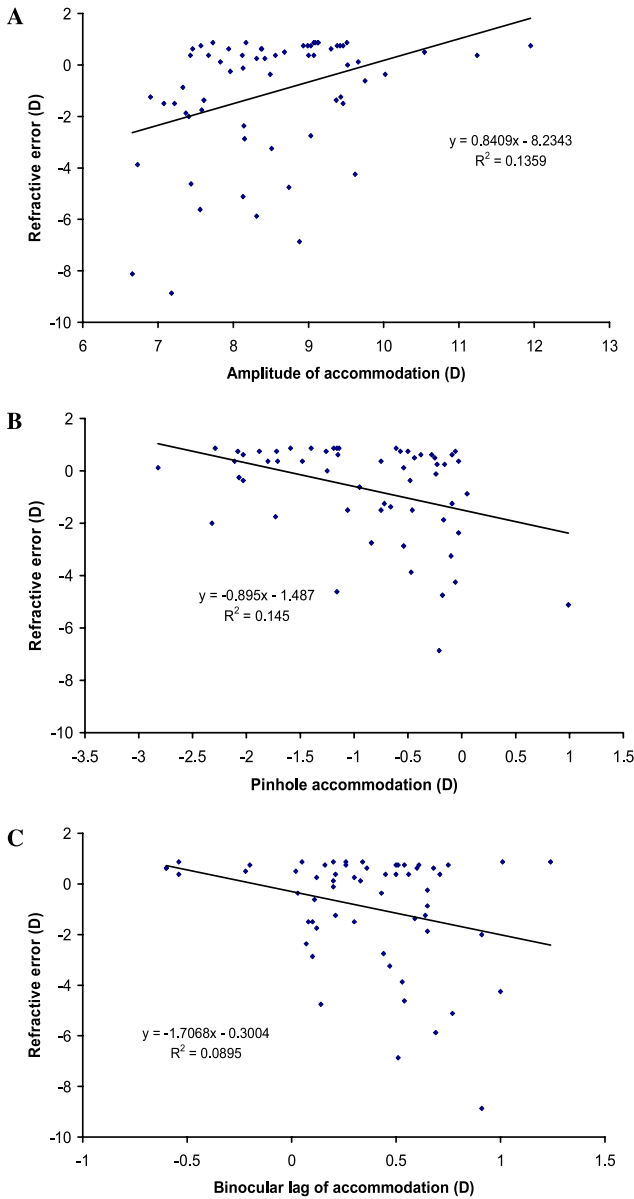 A
2
0
-2
-4
-6
-8
-10
Refractive error (D)
y = 0.8409x - 8.2343
R² = 0.1359
6 7 8 9 10 11 12 13
Amplitude of accommodation (D)
B
2
0
-2
-4
-6
-8
-10
Refractive error (D)
y = -0.895x - 1.487
R² = 0.145
-3.5 -3 -2.5 -2 -1.5 -1 -0.5 0 0.5 1 1.5
Pinhole accommodation (D)
C
2
0
-2
-4
-6
-8
-10
Refractive error (D)
y = -1.7068x - 0.3004
R² = 0.0895
-1 -0.5 0 0.5 1 1.5
Binocular lag of accommodation (D)